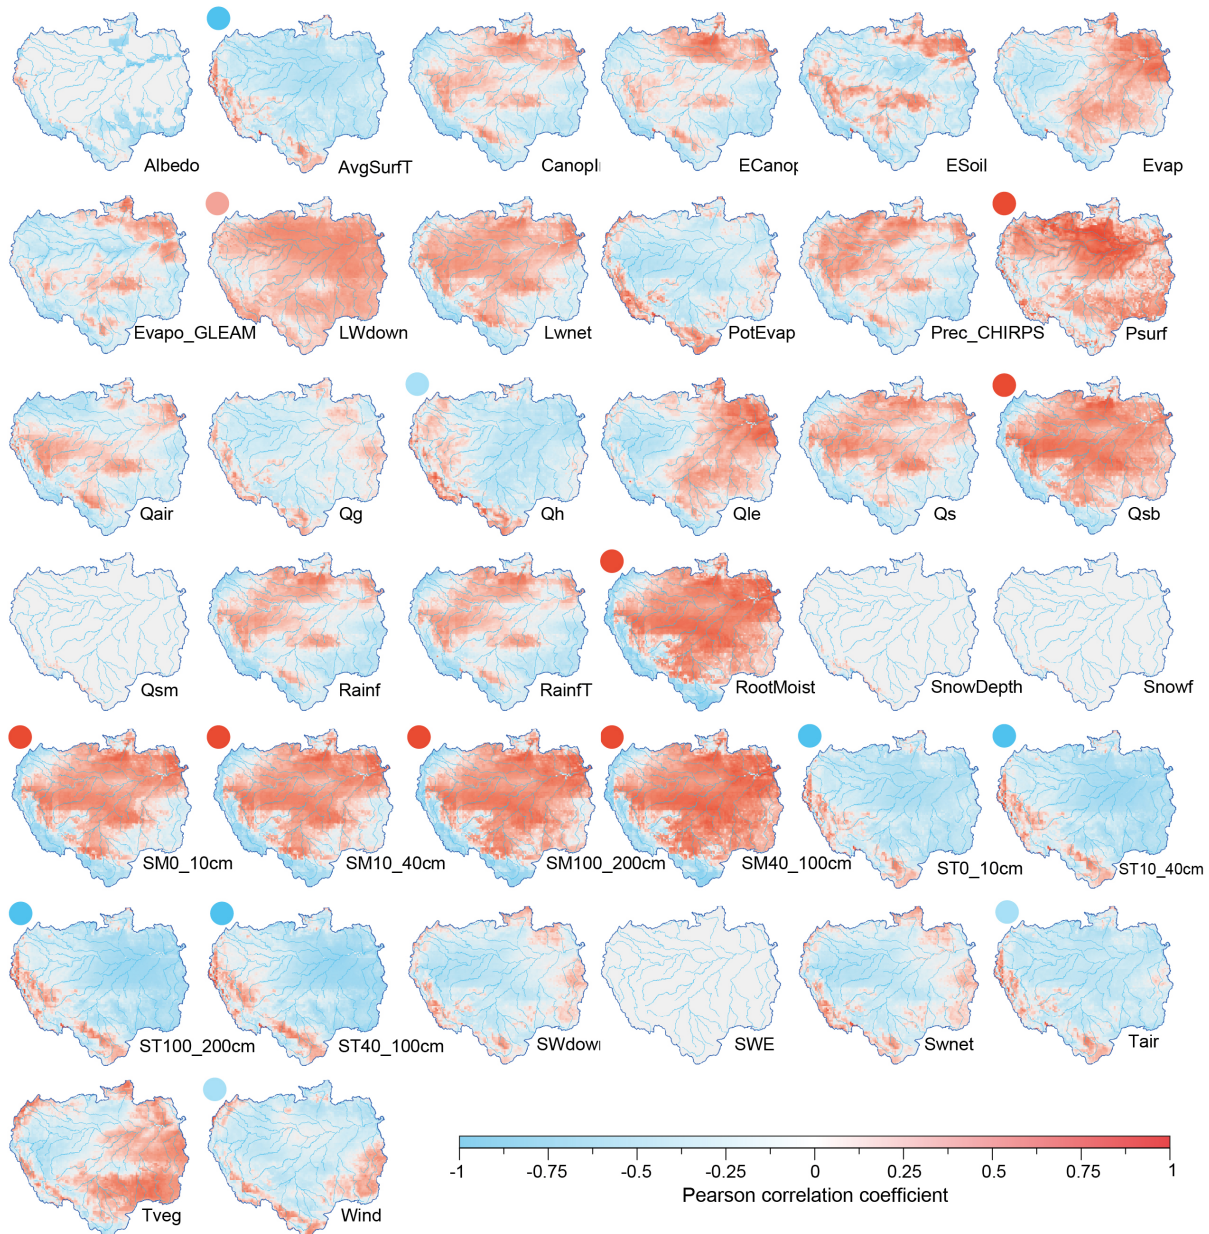 Albedo
AvgSurfT
CanopI
ECanop
ESoil
Evap
Evapo_GLEAM
LWdown
Lwnet
PotEvap
Prec_CHIRPS
Psurf
Qair
Qg
Qh
Qle
Qs
Qsb
Qsm
Rainf
RainfT
RootMoist
SnowDepth
Snowf
SM0_10cm
SM10_40cm
SM100_200cm
SM40_100cm
ST0_10cm
ST10_40cm
ST100_200cm
ST40_100cm
SWdow
SWE
Swnet
Tair
Tveg
Wind
-1 -0.75 -0.5 -0.25 0 0.25 0.5 0.75 1
Pearson correlation coefficient